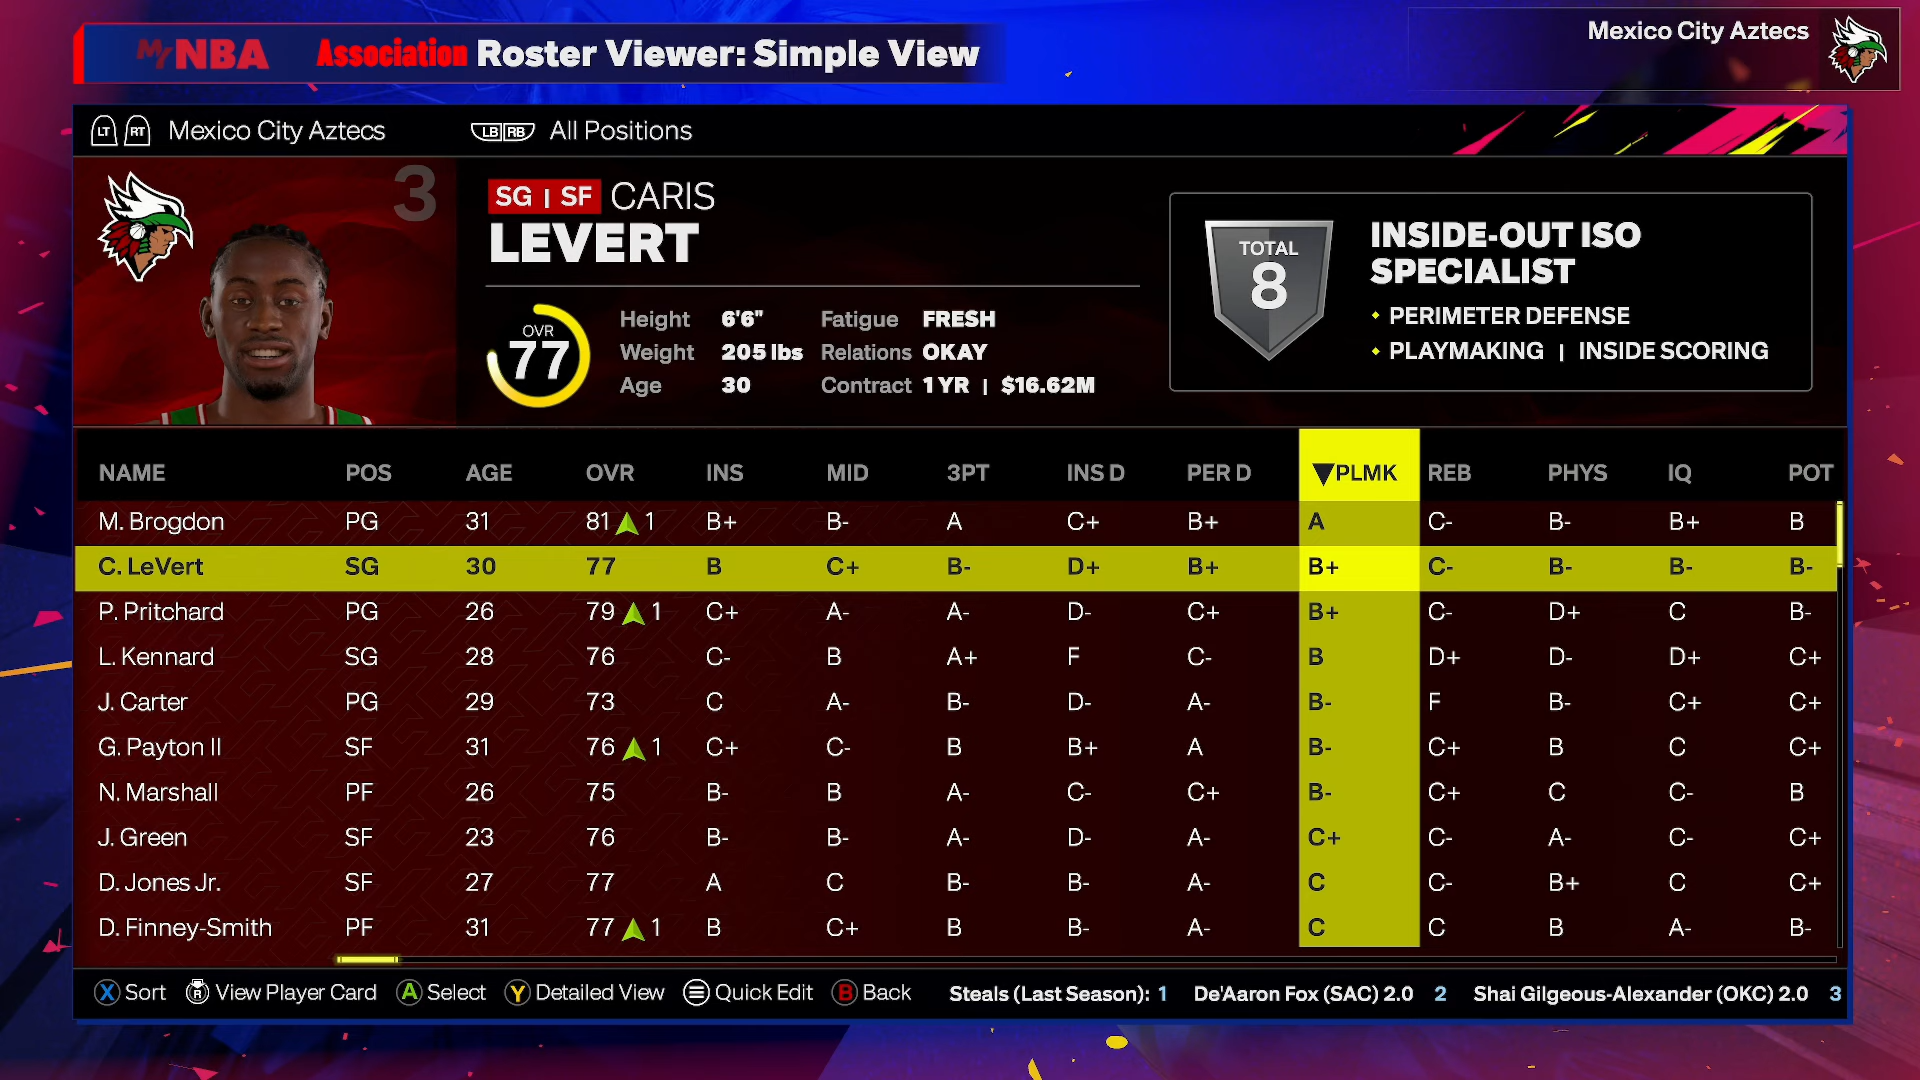 MyNBA Association Roster Viewer: Simple View
Mexico City Aztecs
LT RT Mexico City Aztecs LB RB All Positions
3
SG | SF CARIS
LEVERT
OVR
77
Height 6'6" Fatigue FRESH
Weight 205 lbs Relations OKAY
Age 30 Contract 1 YR | $16.62M
TOTAL
8
INSIDE-OUT ISO
SPECIALIST
PERIMETER DEFENSE
PLAYMAKING | INSIDE SCORING
NAME POS AGE OVR INS MID 3PT INS D PER D ▼PLMK REB PHYS IQ POT
M. Brogdon PG 31 81 ▲ 1 B+ B- A C+ B+ A C- B- B+ B
C. LeVert SG 30 77 B C+ B- D+ B+ B+ C- B- B- B-
P. Pritchard PG 26 79 ▲ 1 C+ A- A- D- C+ B+ C- D+ C B-
L. Kennard SG 28 76 C- B A+ F C- B D+ D- D+ C+
J. Carter PG 29 73 C A- B- D- A- B- F B- C+ C+
G. Payton II SF 31 76 ▲ 1 C+ C- B B+ A B- C+ B C C+
N. Marshall PF 26 75 B- B A- C- C+ B- C+ C C- B
J. Green SF 23 76 B- B- A- D- A- C+ C- A- C- C+
D. Jones Jr. SF 27 77 A C B- B- A- C C- B+ C C+
D. Finney-Smith PF 31 77 ▲ 1 B C+ B B- A- C C B A- B-
X Sort R View Player Card A Select Y Detailed View Quick Edit B Back Steals (Last Season): 1 De'Aaron Fox (SAC) 2.0 2 Shai Gilgeous-Alexander (OKC) 2.0 3